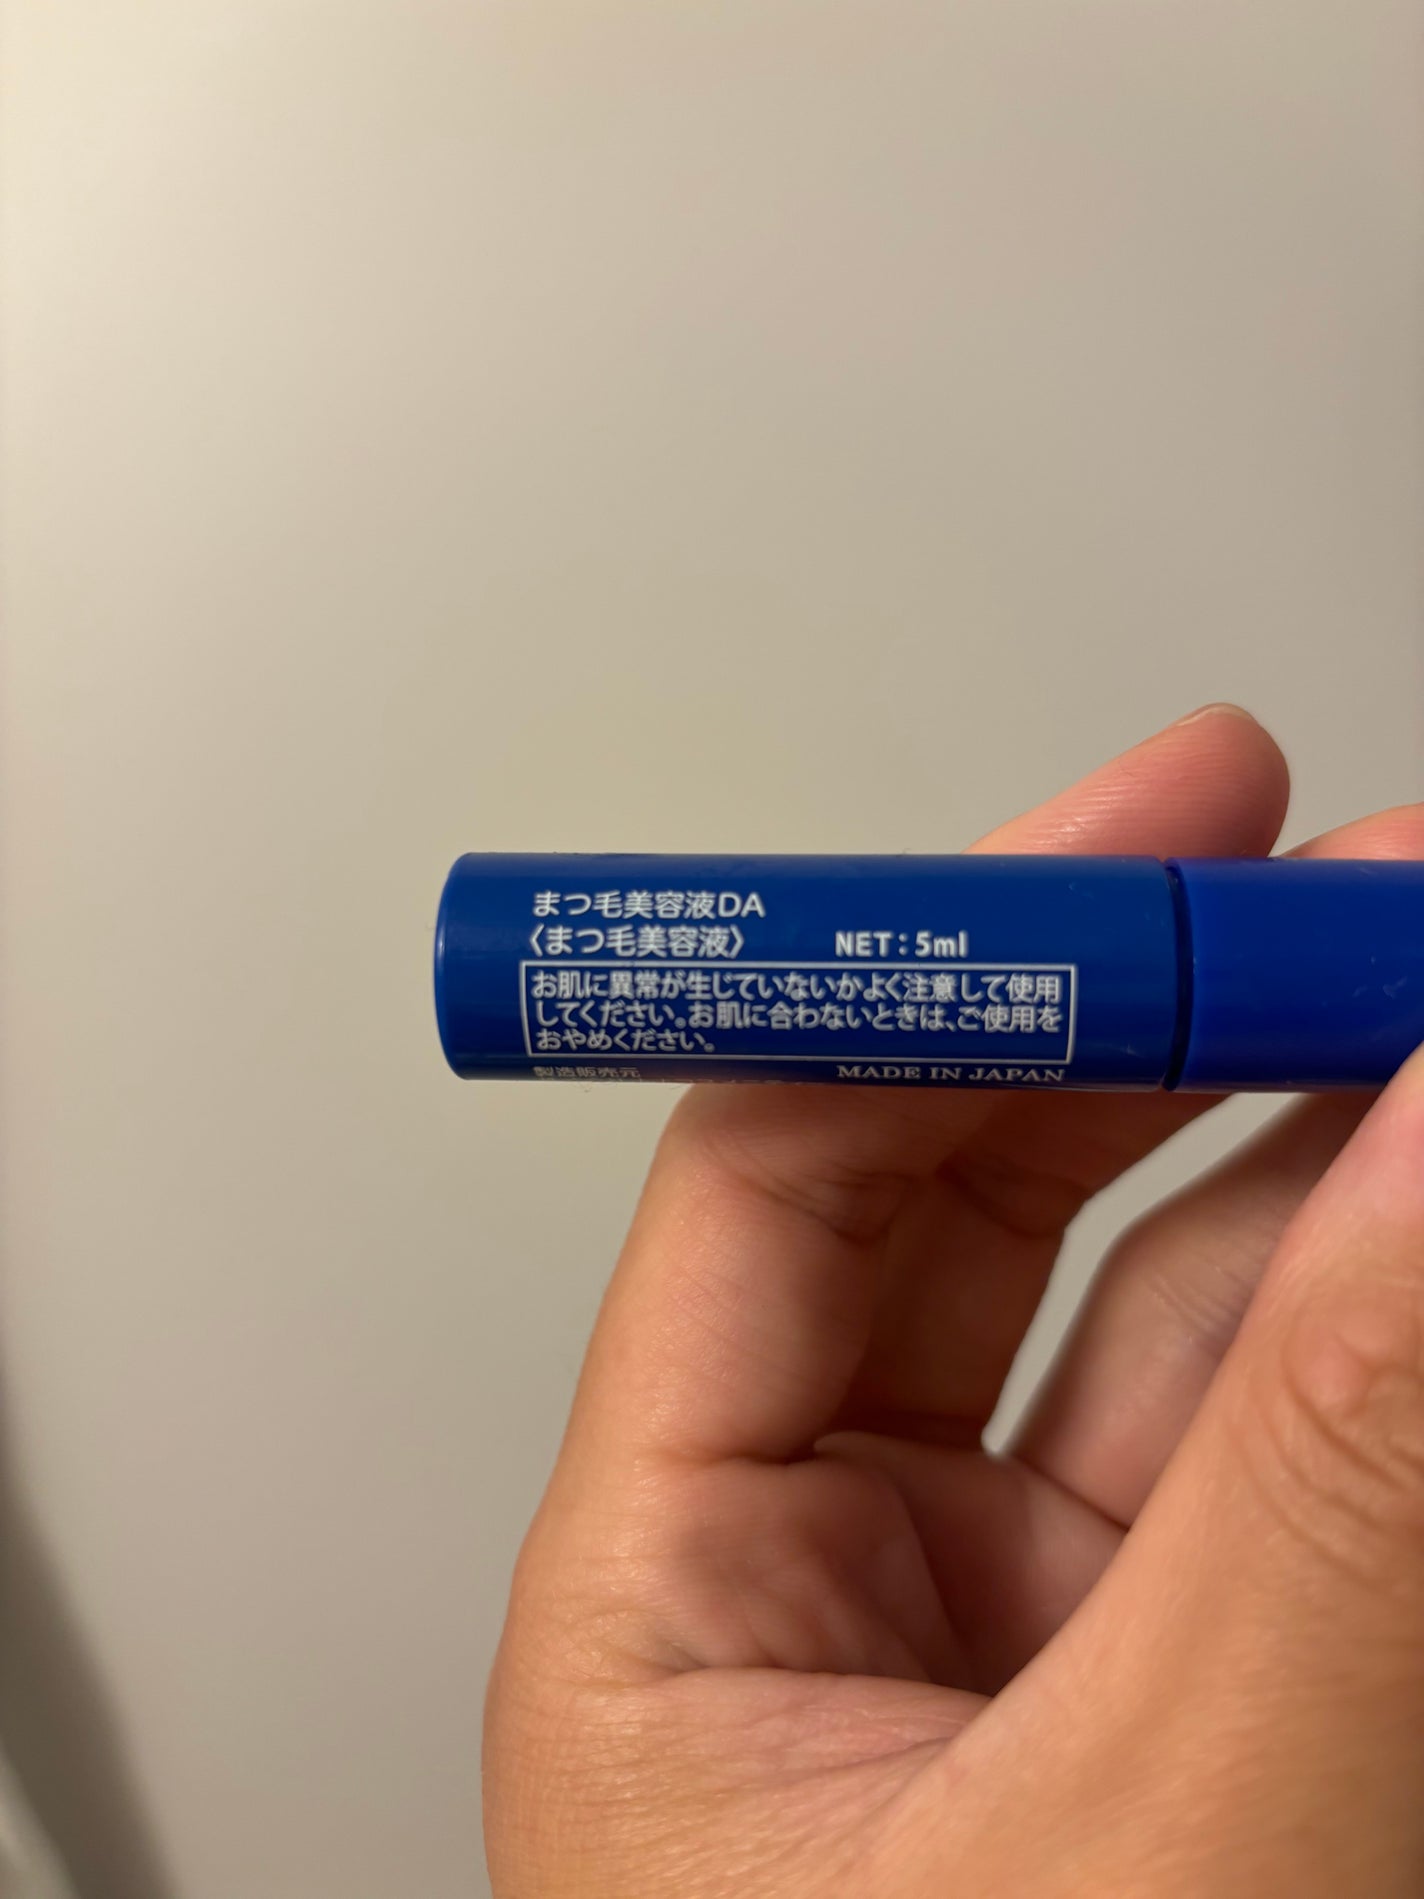 まつ毛美容液DA
〈まつ毛美容液〉 NET：5ml
お肌に異常が生じていないかよく注意して使用
してください。お肌に合わないときは、ご使用を
おやめください。
製造販売元 MADE IN JAPAN